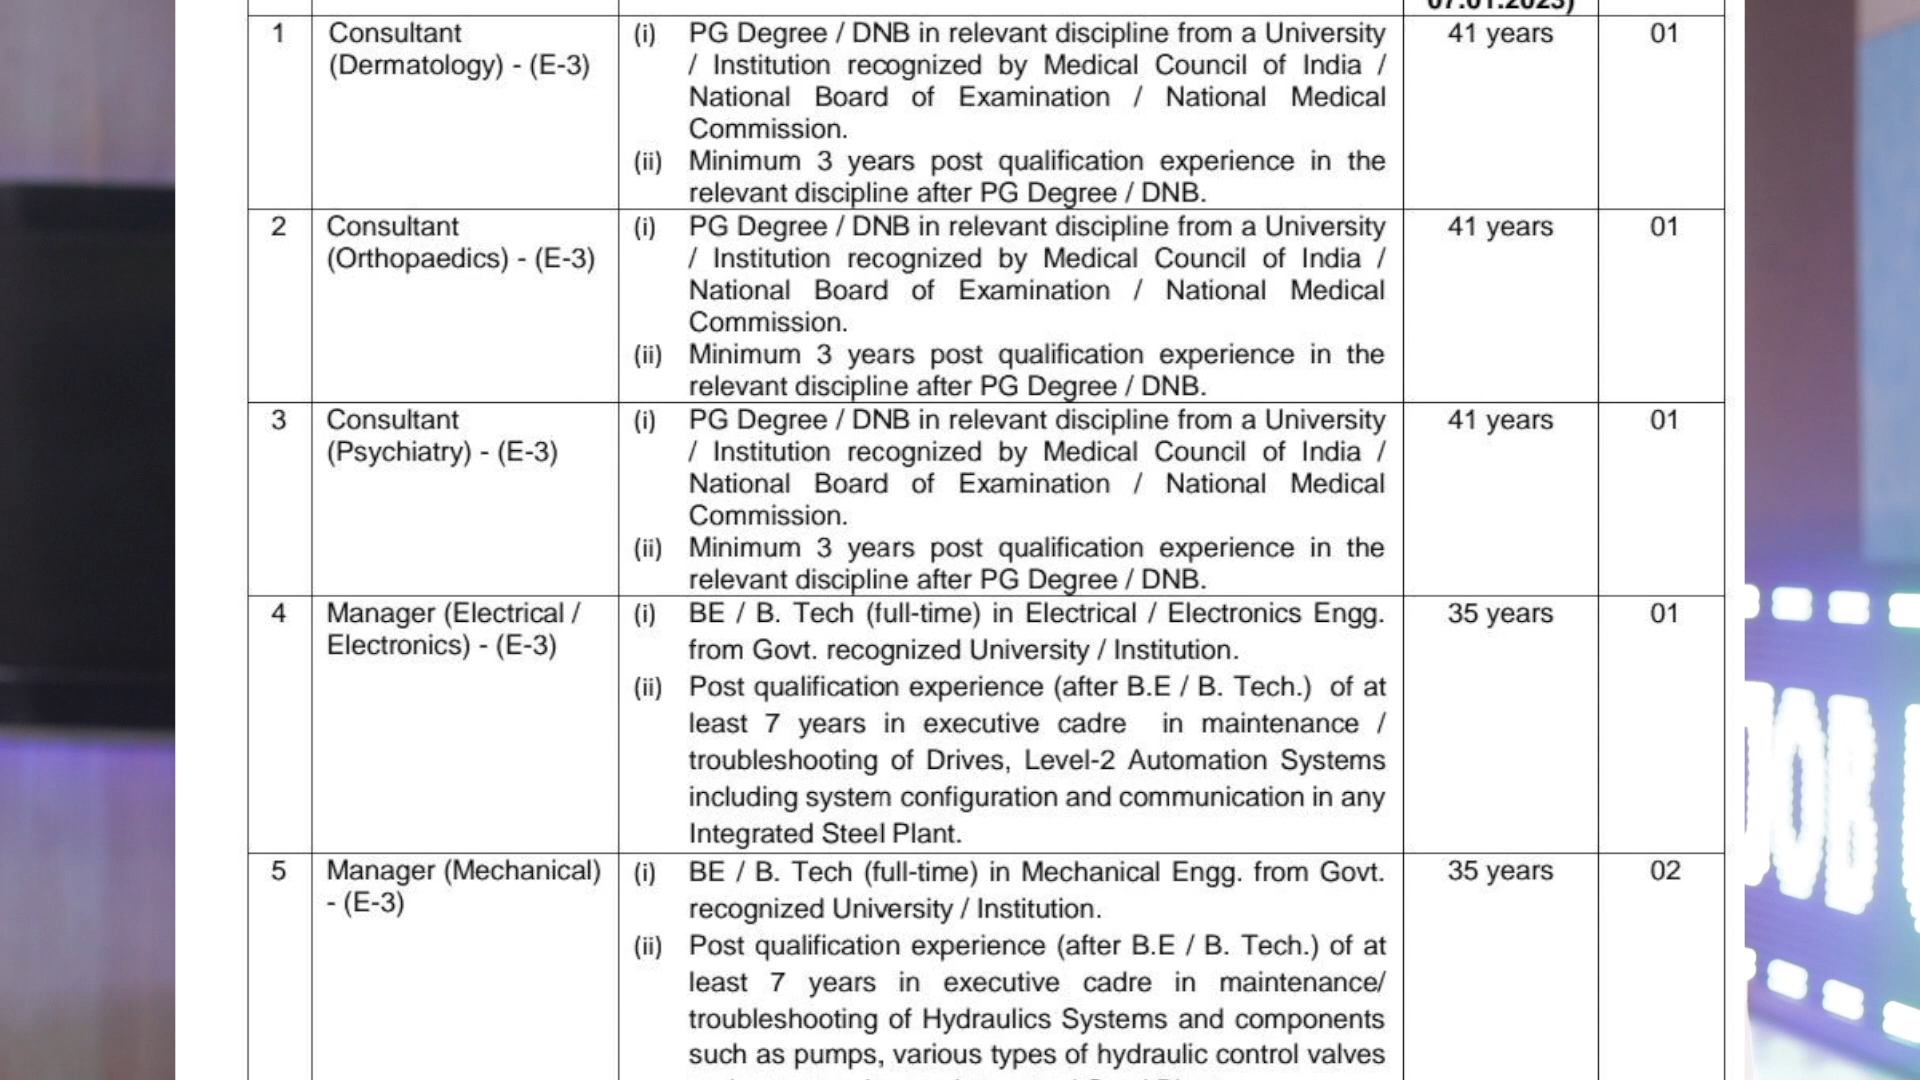 07.01.2023)
1 Consultant (i) PG Degree / DNB in relevant discipline from a University 41 years 01
(Dermatology) - (E-3) / Institution recognized by Medical Council of India /
National Board of Examination / National Medical
Commission.
(ii) Minimum 3 years post qualification experience in the
relevant discipline after PG Degree / DNB.
2 Consultant (i) PG Degree / DNB in relevant discipline from a University 41 years 01
(Orthopaedics) - (E-3) / Institution recognized by Medical Council of India /
National Board of Examination / National Medical
Commission.
(ii) Minimum 3 years post qualification experience in the
relevant discipline after PG Degree / DNB.
3 Consultant (i) PG Degree / DNB in relevant discipline from a University 41 years 01
(Psychiatry) - (E-3) / Institution recognized by Medical Council of India /
National Board of Examination / National Medical
Commission.
(ii) Minimum 3 years post qualification experience in the
relevant discipline after PG Degree / DNB.
4 Manager (Electrical / (i) BE / B. Tech (full-time) in Electrical / Electronics Engg. 35 years 01
Electronics) - (E-3) from Govt. recognized University / Institution.
(ii) Post qualification experience (after B.E / B. Tech.) of at
least 7 years in executive cadre in maintenance /
troubleshooting of Drives, Level-2 Automation Systems
including system configuration and communication in any
Integrated Steel Plant.
5 Manager (Mechanical) (i) BE / B. Tech (full-time) in Mechanical Engg. from Govt. 35 years 02
- (E-3) recognized University / Institution.
(ii) Post qualification experience (after B.E / B. Tech.) of at
least 7 years in executive cadre in maintenance/
troubleshooting of Hydraulics Systems and components
such as pumps, various types of hydraulic control valves
JOB